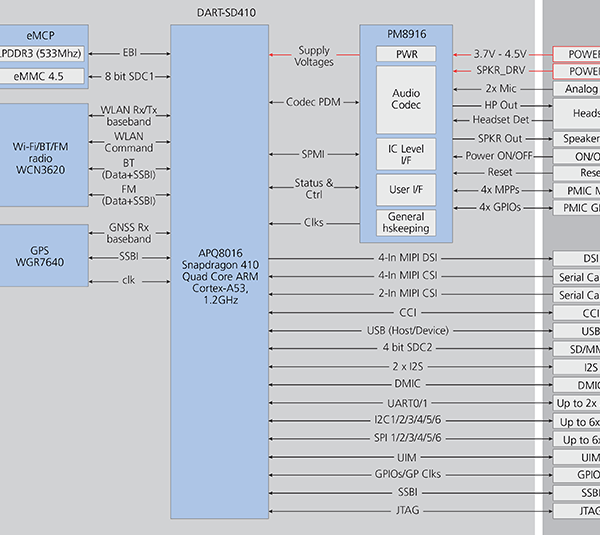 DART-SD410
eMCP
LPDDR3 (533Mhz)
eMMC 4.5
EBI
8 bit SDC1
Wi-Fi/BT/FM
radio
WCN3620
WLAN Rx/Tx
baseband
WLAN
Command
BT
(Data+SSBI)
FM
(Data+SSBI)
GPS
WGR7640
GNSS Rx
baseband
SSBI
clk
APQ8016
Snapdragon 410
Quad Core ARM
Cortex-A53,
1.2GHz
Supply
Voltages
Codec PDM
SPMI
Status &
Ctrl
Clks
PM8916
PWR
Audio
Codec
IC Level
I/F
User I/F
General
hskeeping
3.7V - 4.5V
SPKR_DRV
2x Mic
HP Out
Headset Det
SPKR Out
Power ON/OFF
Reset
4x MPPs
4x GPIOs
4-ln MIPI DSI
4-ln MIPI CSI
2-ln MIPI CSI
CCI
USB (Host/Device)
4 bit SDC2
2 x I2S
DMIC
UART0/1
I2C1/2/3/4/5/6
SPI 1/2/3/4/5/6
UIM
GPIOs/GP Clks
SSBI
JTAG
POWE
POWE
Analog
Heads
Speake
ON/O
Rese
PMIC M
PMIC G
DSI
Serial Ca
Serial Ca
CCI
USB
SD/MM
I2S
DMIC
Up to 2x
Up to 6x
Up to 6x
UIM
GPIO
SSBI
JTAG